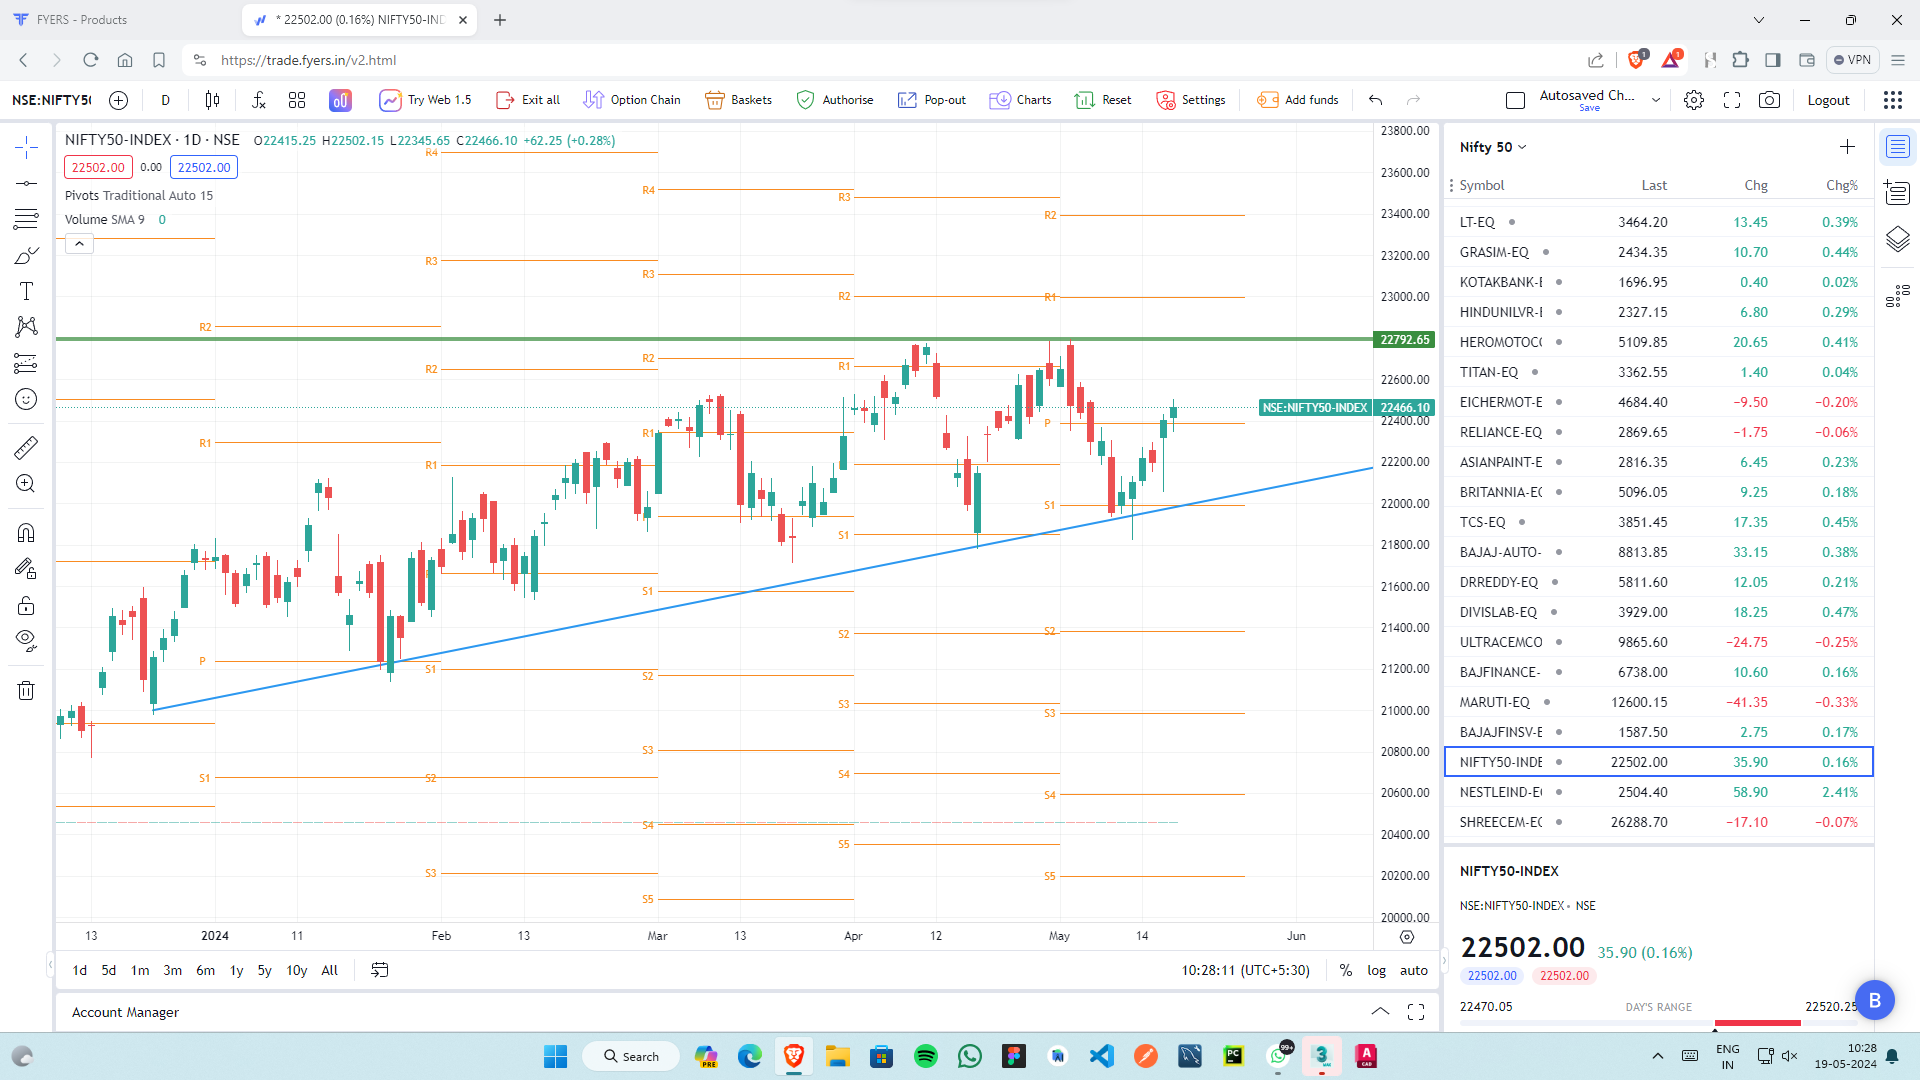 FYERS - Products
* 22502.00 (0.16%) NIFTY50-IND
https://trade.fyers.in/v2.html
1
1
VPN
NSE:NIFTY50
D
Try Web 1.5
Exit all
Option Chain
Baskets
Authorise
Pop-out
Charts
Reset
Settings
Add funds
Autosaved Ch...
Save
Logout
NIFTY50-INDEX · 1D · NSE O22415.25 H22502.15 L22345.65 C22466.10 +62.25 (+0.28%)
22502.00 0.00 22502.00
Pivots Traditional Auto 15
Volume SMA 9 0
R2
R1
P
S1
R4
R3
R2
R1
S1
S2
S3
R4
R3
R2
R1
S1
S2
S3
S4
S5
R3
R2
R1
S1
S2
S3
S4
S5
R2
R1
P
S1
S2
S3
S4
S5
23800.00
23600.00
23400.00
23200.00
23000.00
22792.65
22600.00
NSE:NIFTY50-INDEX 22466.10
22400.00
22200.00
22000.00
21800.00
21600.00
21400.00
21200.00
21000.00
20800.00
20600.00
20400.00
20200.00
20000.00
13 2024 11 Feb 13 Mar 13 Apr 12 May 14 Jun
1d 5d 1m 3m 6m 1y 5y 10y All
10:28:11 (UTC+5:30) % log auto
Account Manager
Nifty 50
Symbol Last Chg Chg%
LT-EQ 3464.20 13.45 0.39%
GRASIM-EQ 2434.35 10.70 0.44%
KOTAKBANK-E 1696.95 0.40 0.02%
HINDUNILVR-E 2327.15 6.80 0.29%
HEROMOTOCO 5109.85 20.65 0.41%
TITAN-EQ 3362.55 1.40 0.04%
EICHERMOT-E 4684.40 −9.50 −0.20%
RELIANCE-EQ 2869.65 −1.75 −0.06%
ASIANPAINT-E 2816.35 6.45 0.23%
BRITANNIA-EQ 5096.05 9.25 0.18%
TCS-EQ 3851.45 17.35 0.45%
BAJAJ-AUTO- 8813.85 33.15 0.38%
DRREDDY-EQ 5811.60 12.05 0.21%
DIVISLAB-EQ 3929.00 18.25 0.47%
ULTRACEMCO 9865.60 −24.75 −0.25%
BAJFINANCE- 6738.00 10.60 0.16%
MARUTI-EQ 12600.15 −41.35 −0.33%
BAJAJFINSV-E 1587.50 2.75 0.17%
NIFTY50-INDE 22502.00 35.90 0.16%
NESTLEIND-EQ 2504.40 58.90 2.41%
SHREECEM-EQ 26288.70 −17.10 −0.07%
NIFTY50-INDEX
NSE:NIFTY50-INDEX • NSE
22502.00 35.90 (0.16%)
22502.00 22502.00
22470.05 DAY'S RANGE 22520.25
B
Search
PRE
PC
99+
3
CAD
ENG
IN
10:28
19-05-2024